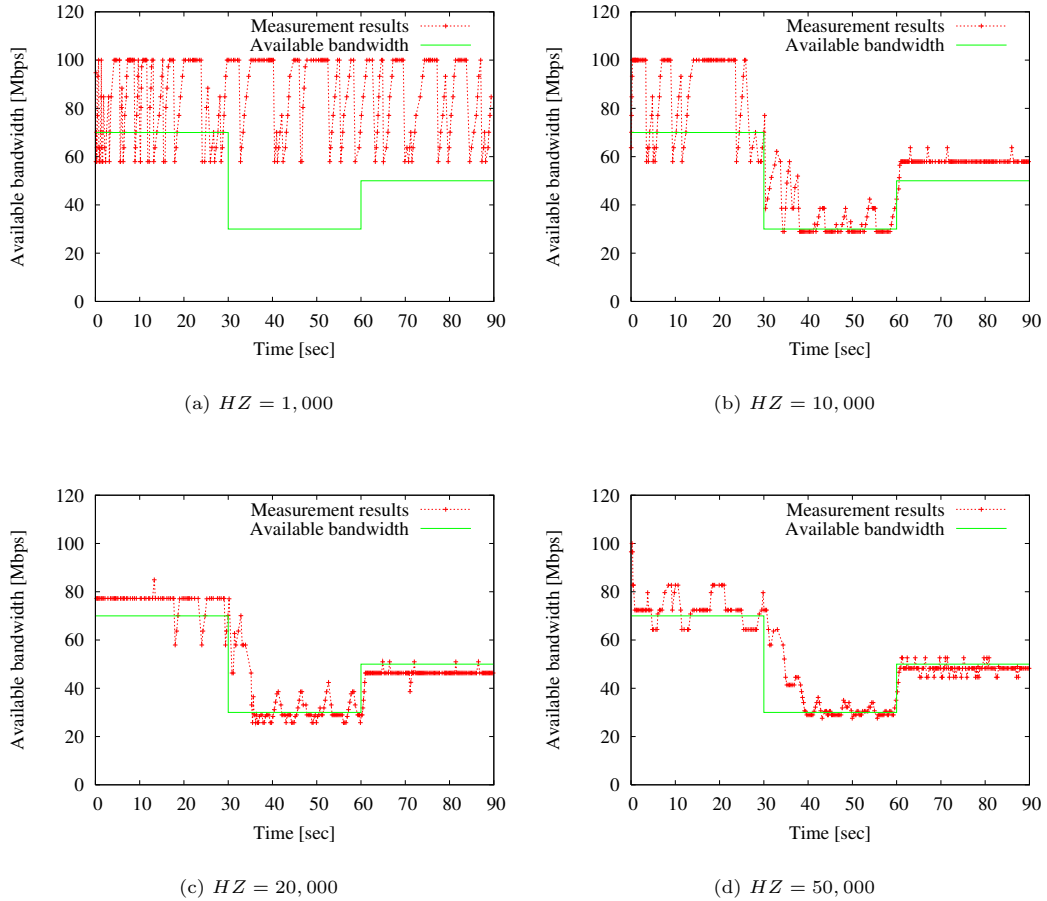 Available bandwidth [Mbps]
120
100
80
60
40
20
0
Measurement results
Available bandwidth
0 10 20 30 40 50 60 70 80 90
Time [sec]
(a) HZ = 1, 000
Available bandwidth [Mbps]
120
100
80
60
40
20
0
Measurement results
Available bandwidth
0 10 20 30 40 50 60 70 80 90
Time [sec]
(b) HZ = 10, 000
Available bandwidth [Mbps]
120
100
80
60
40
20
0
Measurement results
Available bandwidth
0 10 20 30 40 50 60 70 80 90
Time [sec]
(c) HZ = 20, 000
Available bandwidth [Mbps]
120
100
80
60
40
20
0
Measurement results
Available bandwidth
0 10 20 30 40 50 60 70 80 90
Time [sec]
(d) HZ = 50, 000